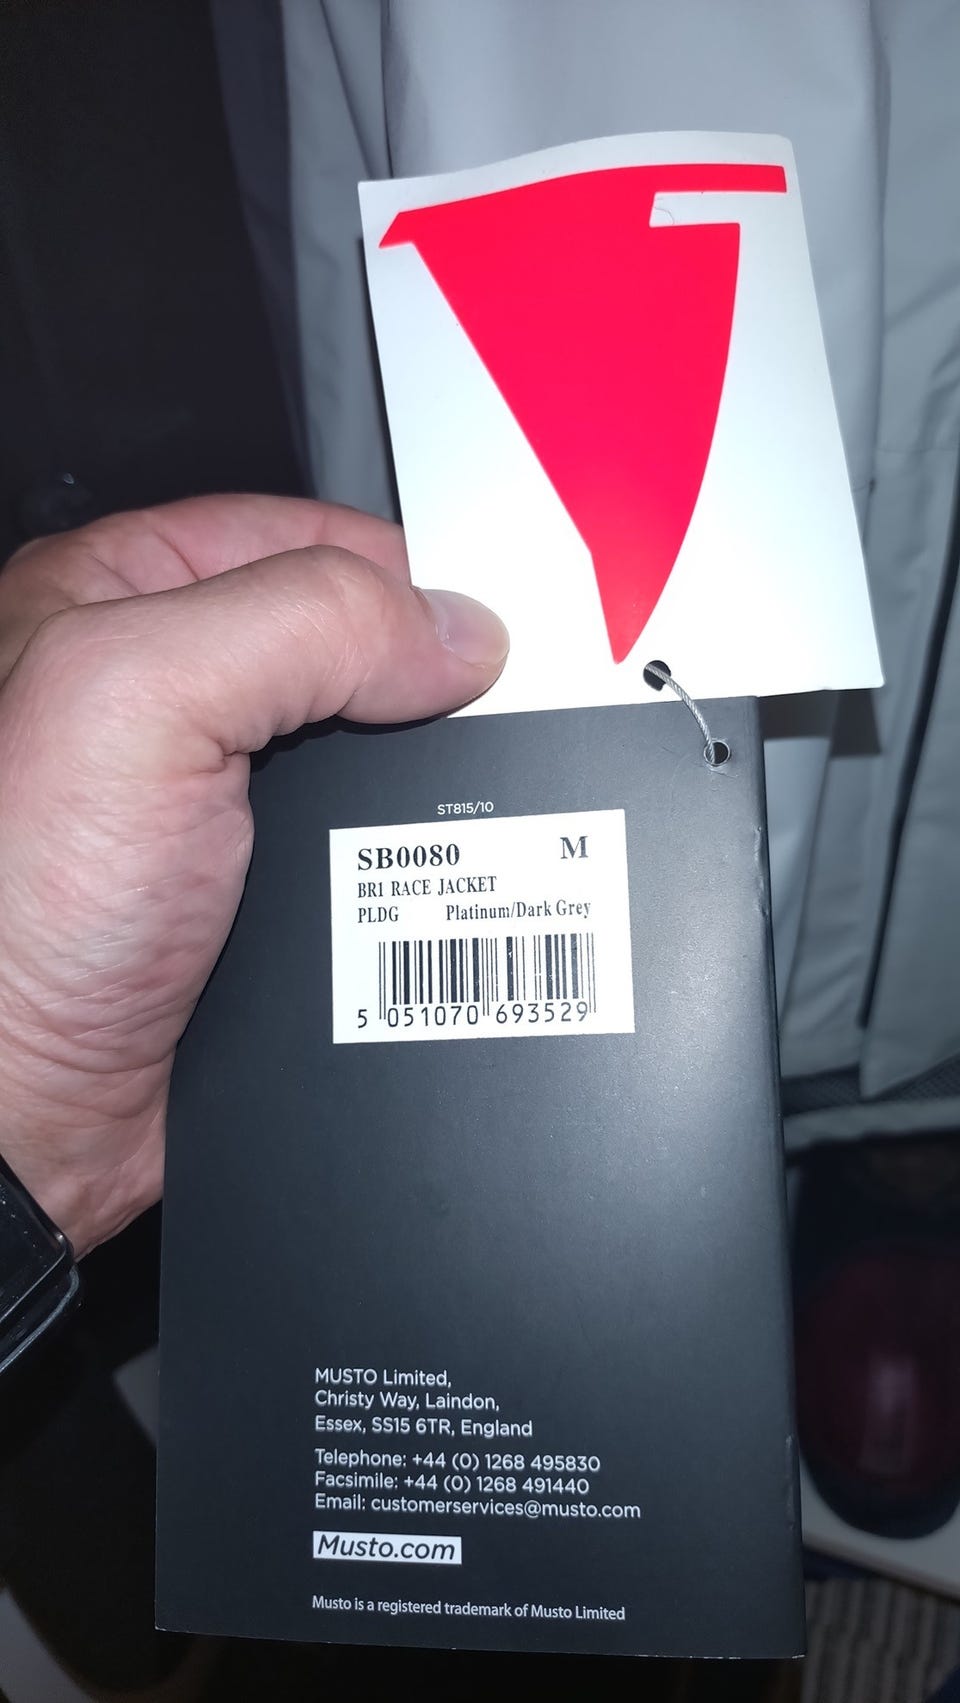 ST815/10
SB0080 M
BR1 RACE JACKET
PLDG Platinum/Dark Grey
5 051070 693529
MUSTO Limited,
Christy Way, Laindon,
Essex, SS15 6TR, England
Telephone: +44 (0) 1268 495830
Facsimile: +44 (0) 1268 491440
Email: customerservices@musto.com
Musto.com
Musto is a registered trademark of Musto Limited